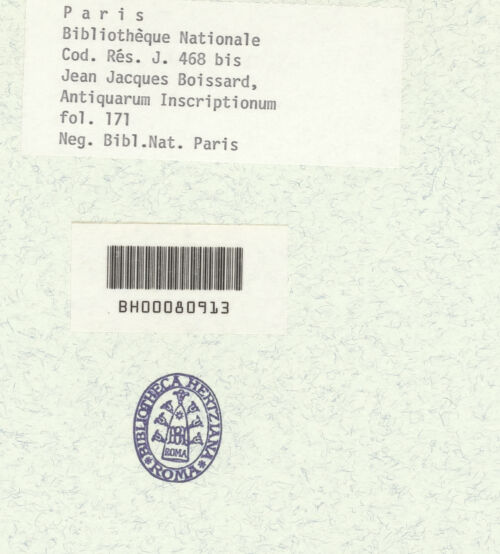 P a r i s
Bibliothèque Nationale
Cod. Rés. J. 468 bis
Jean Jacques Boissard,
Antiquarum Inscriptionum
fol. 171
Neg. Bibl.Nat. Paris
BH00080913
BIBLIOTHECA HERTZIANA
ROMA
ROMA